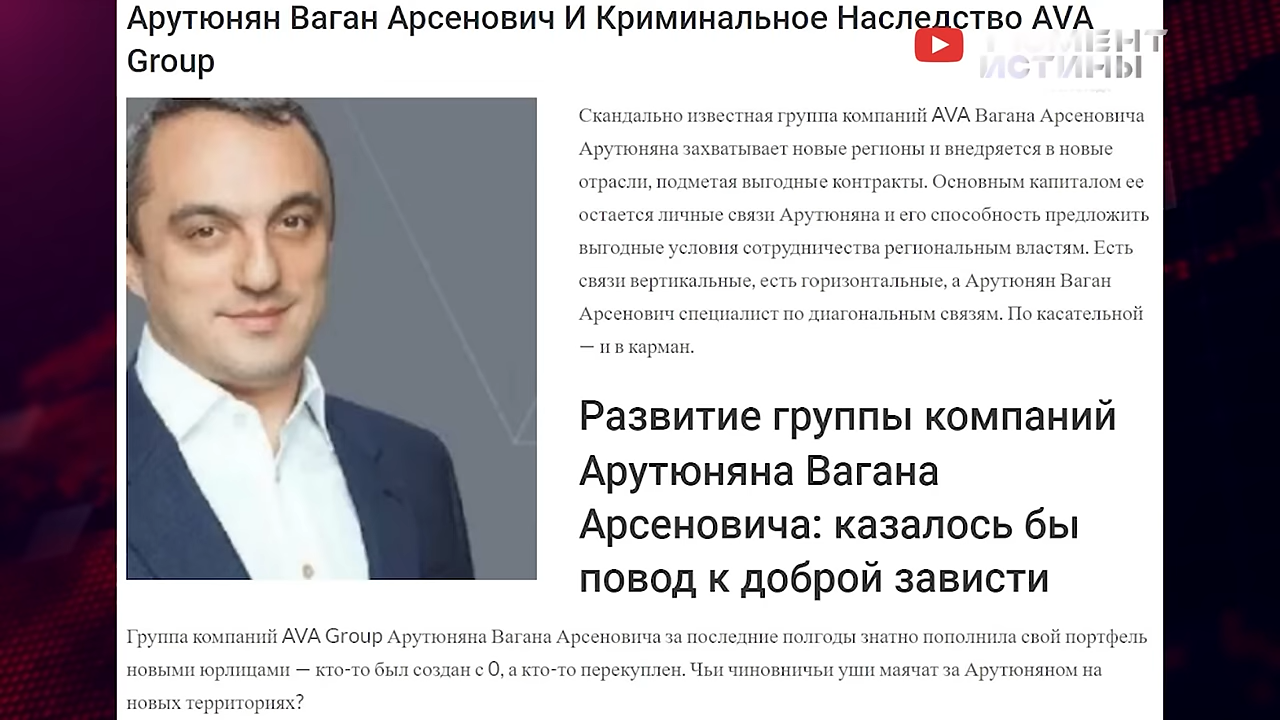 Арутюнян Ваган Арсенович И Криминальное Наследство AVA
Group
МОМЕНТ
ИСТИНЫ
Скандально известная группа компаний AVA Вагана Арсеновича
Арутюняна захватывает новые регионы и внедряется в новые
отрасли, подметая выгодные контракты. Основным капиталом ее
остается личные связи Арутюняна и его способность предложить
выгодные условия сотрудничества региональным властям. Есть
связи вертикальные, есть горизонтальные, а Арутюнян Ваган
Арсенович специалист по диагональным связям. По касательной
— и в карман.
Развитие группы компаний
Арутюняна Вагана
Арсеновича: казалось бы
повод к доброй зависти
Группа компаний AVA Group Арутюняна Вагана Арсеновича за последние полгоды знатно пополнила свой портфель
новыми юрлицами — кто-то был создан с 0, а кто-то перекуплен. Чьи чиновничьи уши маячат за Арутюняном на
новых территориях?